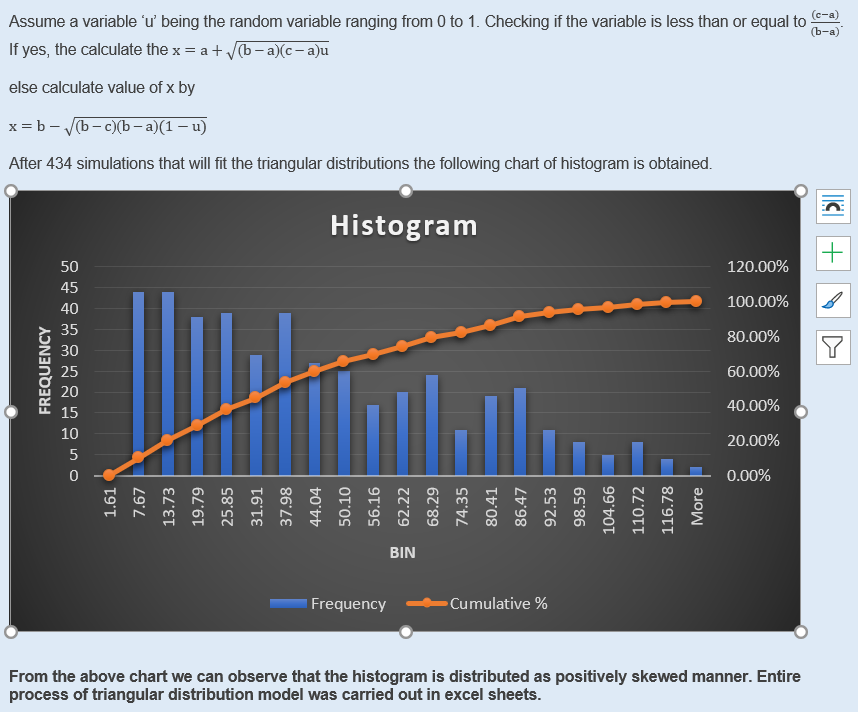 Assume a variable ‘u’ being the random variable ranging from 0 to 1. Checking if the variable is less than or equal to (c−a)/(b−a).
If yes, the calculate the x = a + √(b − a)(c − a)u
else calculate value of x by
x = b − √(b − c)(b − a)(1 − u)
After 434 simulations that will fit the triangular distributions the following chart of histogram is obtained.
Histogram
50 120.00%
45
40 100.00%
35 80.00%
30
25 60.00%
20 40.00%
15
10 20.00%
5
0 0.00%
FREQUENCY
1.61 7.67 13.73 19.79 25.85 31.91 37.98 44.04 50.10 56.16 62.22 68.29 74.35 80.41 86.47 92.53 98.59 104.66 110.72 116.78 More
BIN
Frequency Cumulative %
From the above chart we can observe that the histogram is distributed as positively skewed manner. Entire
process of triangular distribution model was carried out in excel sheets.